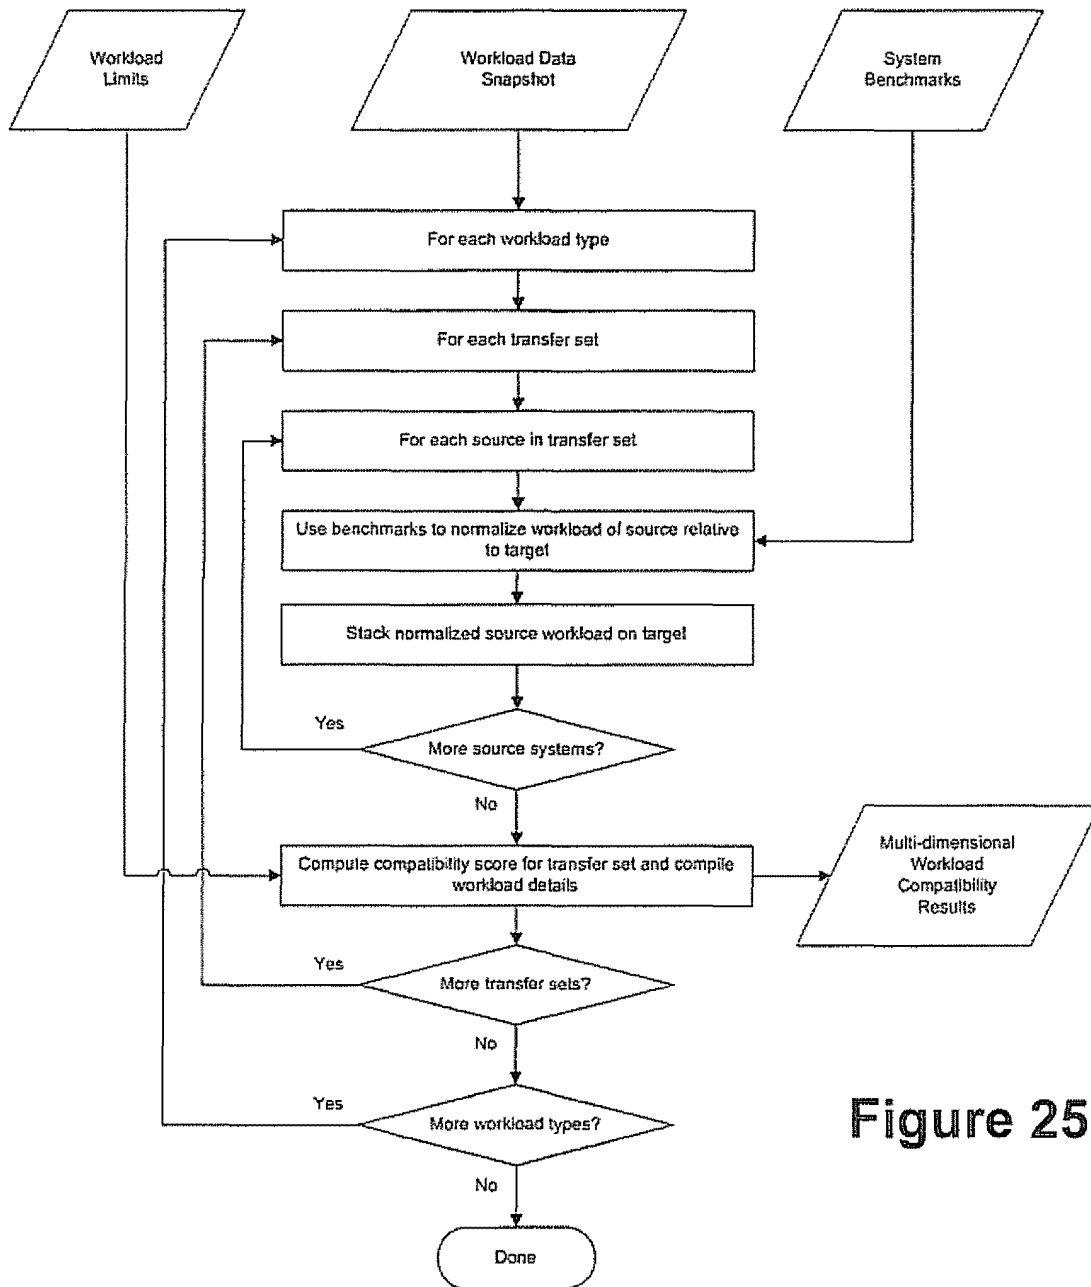 Workload
Limits
Workload Data
Snapshot
System
Benchmarks
For each workload type
For each transfer set
For each source in transfer set
Use benchmarks to normalize workload of source relative
to target
Stack normalized source workload on target
Yes
More source systems?
No
Compute compatibility score for transfer set and compile
workload details
Multi-dimensional
Workload
Compatibility
Results
Yes
More transfer sets?
No
Yes
More workload types?
Figure 25
No
Done